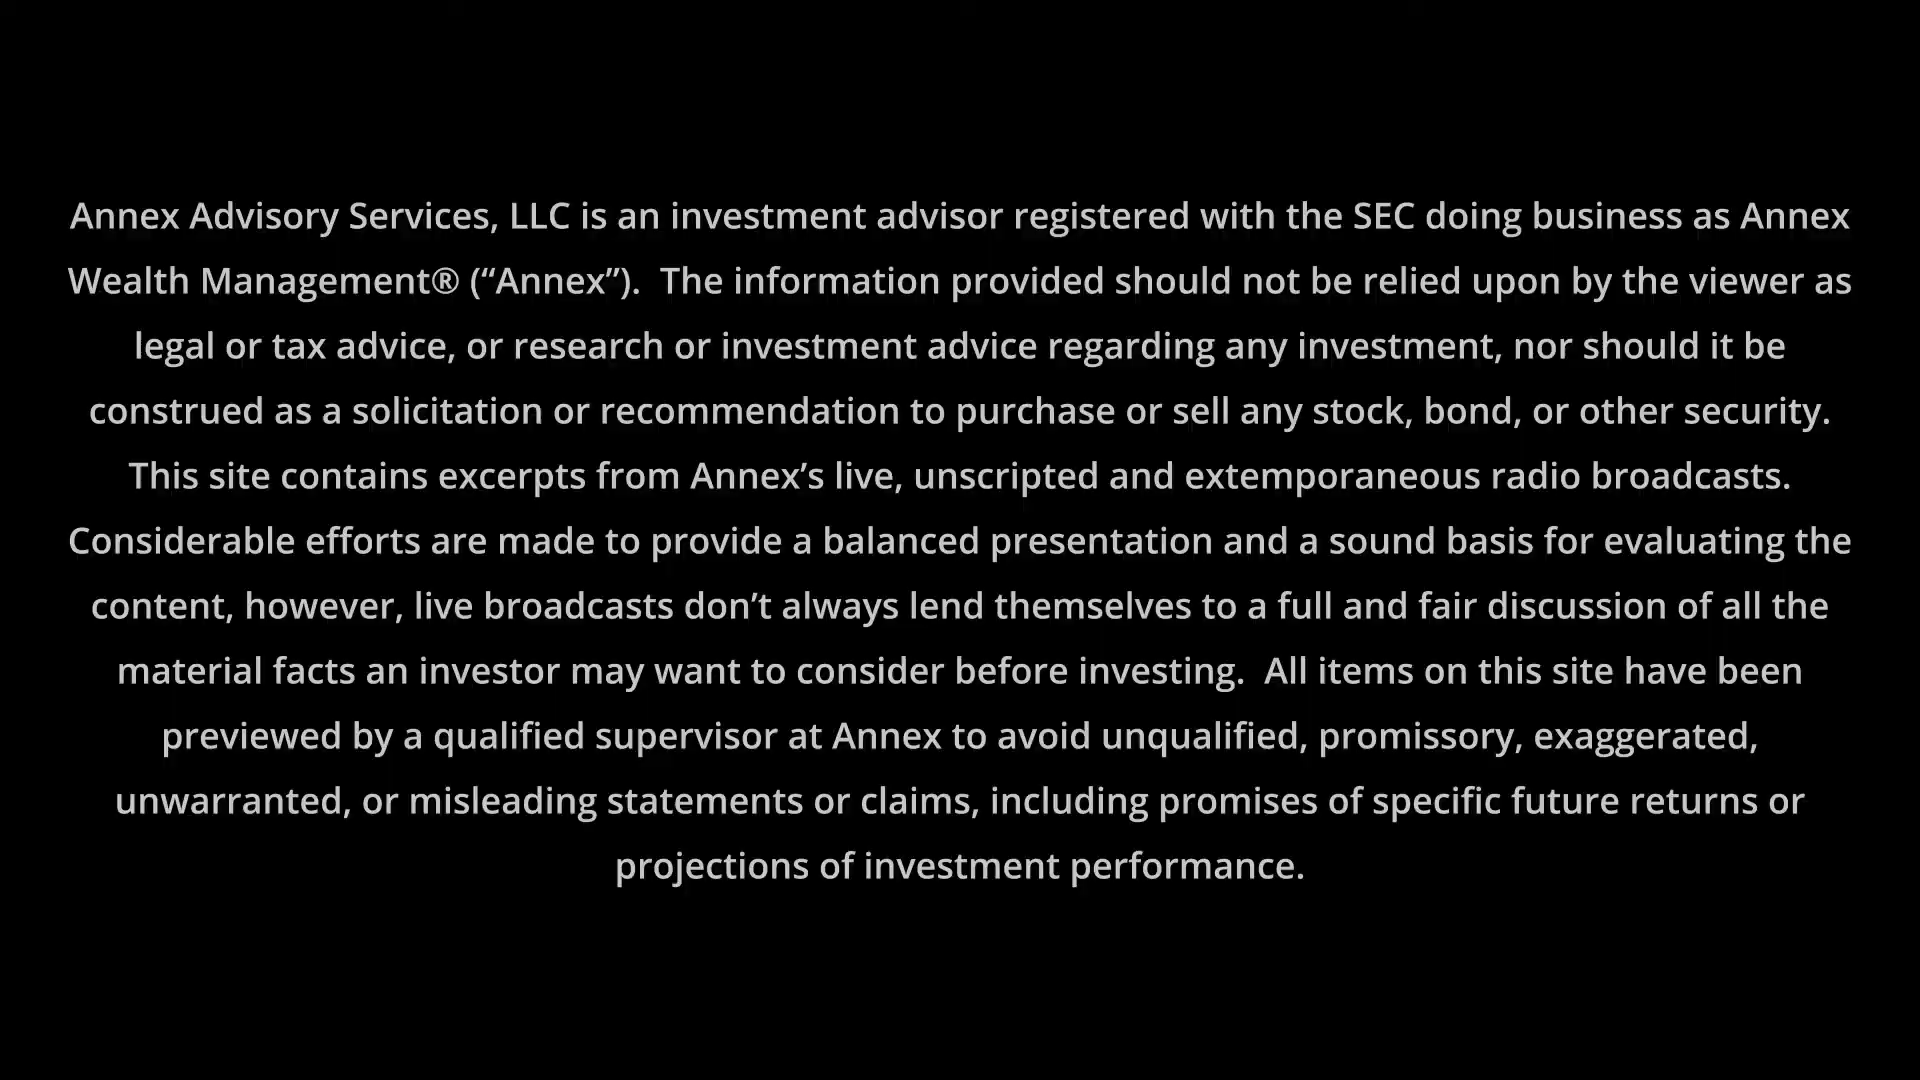 Annex Advisory Services, LLC is an investment advisor registered with the SEC doing business as Annex
Wealth Management® (“Annex”).  The information provided should not be relied upon by the viewer as
legal or tax advice, or research or investment advice regarding any investment, nor should it be
construed as a solicitation or recommendation to purchase or sell any stock, bond, or other security.
This site contains excerpts from Annex’s live, unscripted and extemporaneous radio broadcasts.
Considerable efforts are made to provide a balanced presentation and a sound basis for evaluating the
content, however, live broadcasts don’t always lend themselves to a full and fair discussion of all the
material facts an investor may want to consider before investing.  All items on this site have been
previewed by a qualified supervisor at Annex to avoid unqualified, promissory, exaggerated,
unwarranted, or misleading statements or claims, including promises of specific future returns or
projections of investment performance.